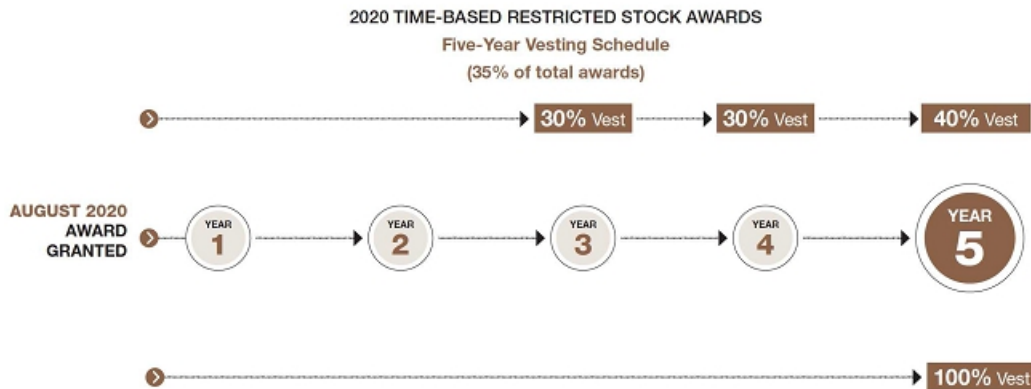 2020 TIME-BASED RESTRICTED STOCK AWARDS
Five-Year Vesting Schedule
(35% of total awards)
30% Vest
30% Vest
40% Vest
AUGUST 2020
AWARD
GRANTED
YEAR
1
YEAR
2
YEAR
3
YEAR
4
YEAR
5
100% Vest